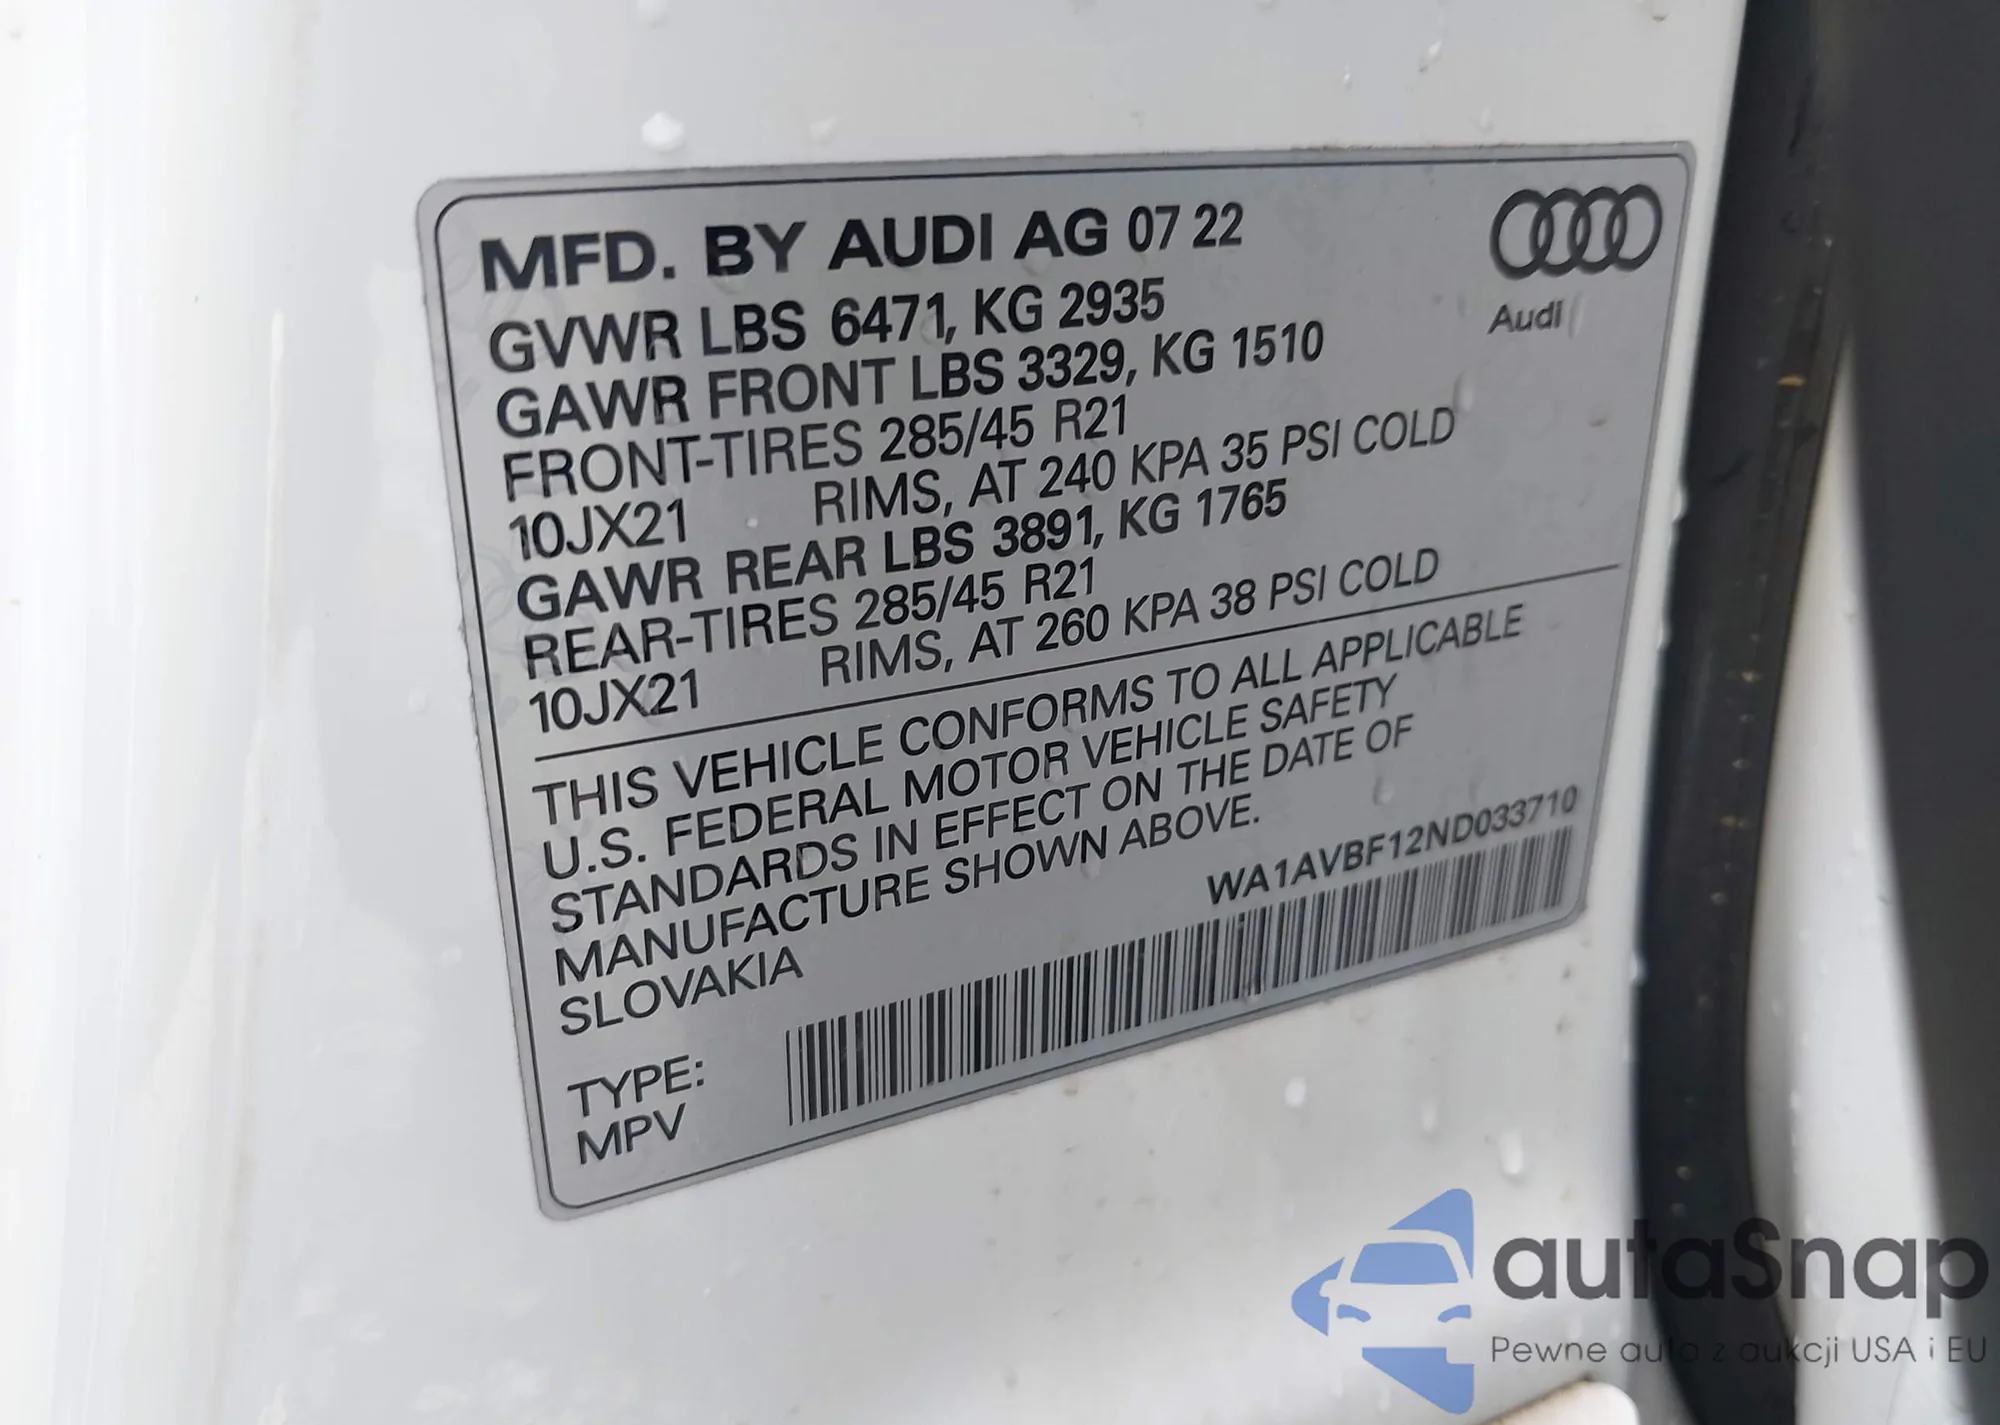 MFD. BY AUDI AG 07 22
GVWR LBS 6471, KG 2935
GAWR FRONT LBS 3329, KG 1510
FRONT-TIRES 285/45 R21
10JX21 RIMS, AT 240 KPA 35 PSI COLD
GAWR REAR LBS 3891, KG 1765
REAR-TIRES 285/45 R21
10JX21 RIMS, AT 260 KPA 38 PSI COLD
Audi
THIS VEHICLE CONFORMS TO ALL APPLICABLE
U.S. FEDERAL MOTOR VEHICLE SAFETY
STANDARDS IN EFFECT ON THE DATE OF
MANUFACTURE SHOWN ABOVE.
SLOVAKIA
WA1AVBF12ND033710
TYPE:
MPV
autaSnap
Pewne auta z aukcji USA i EU